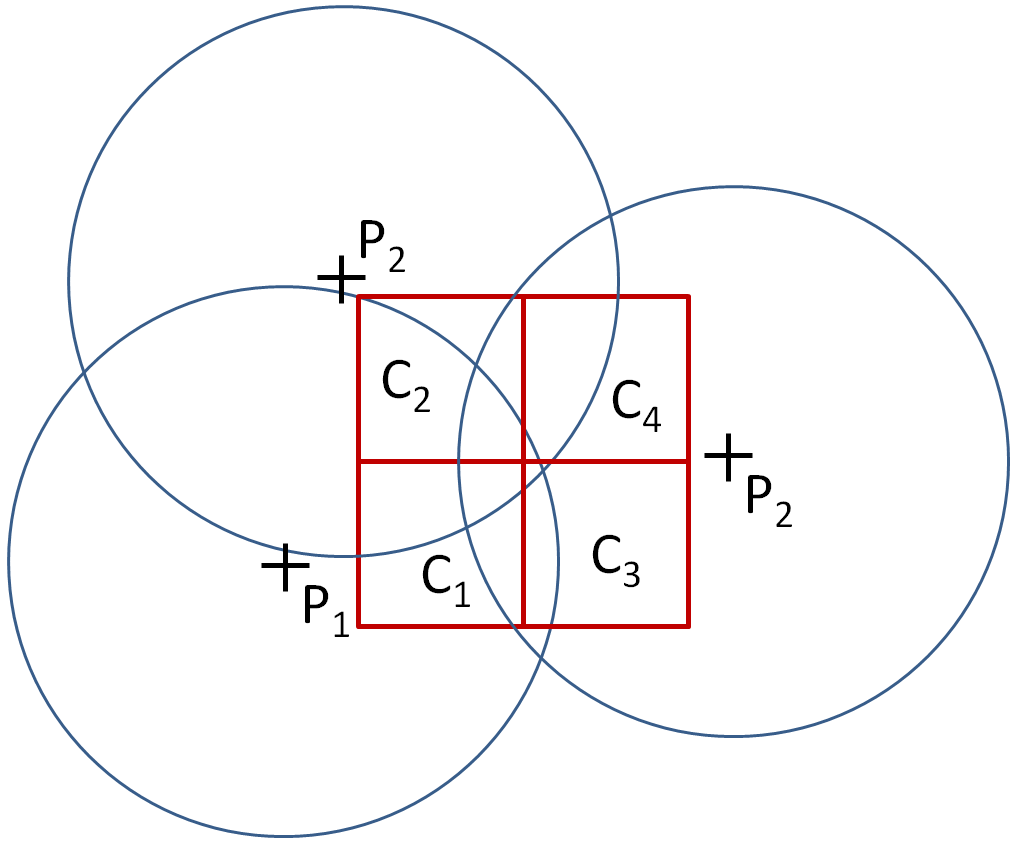 P₂
C₂
C₄
P₂
C₃
C₁
P₁